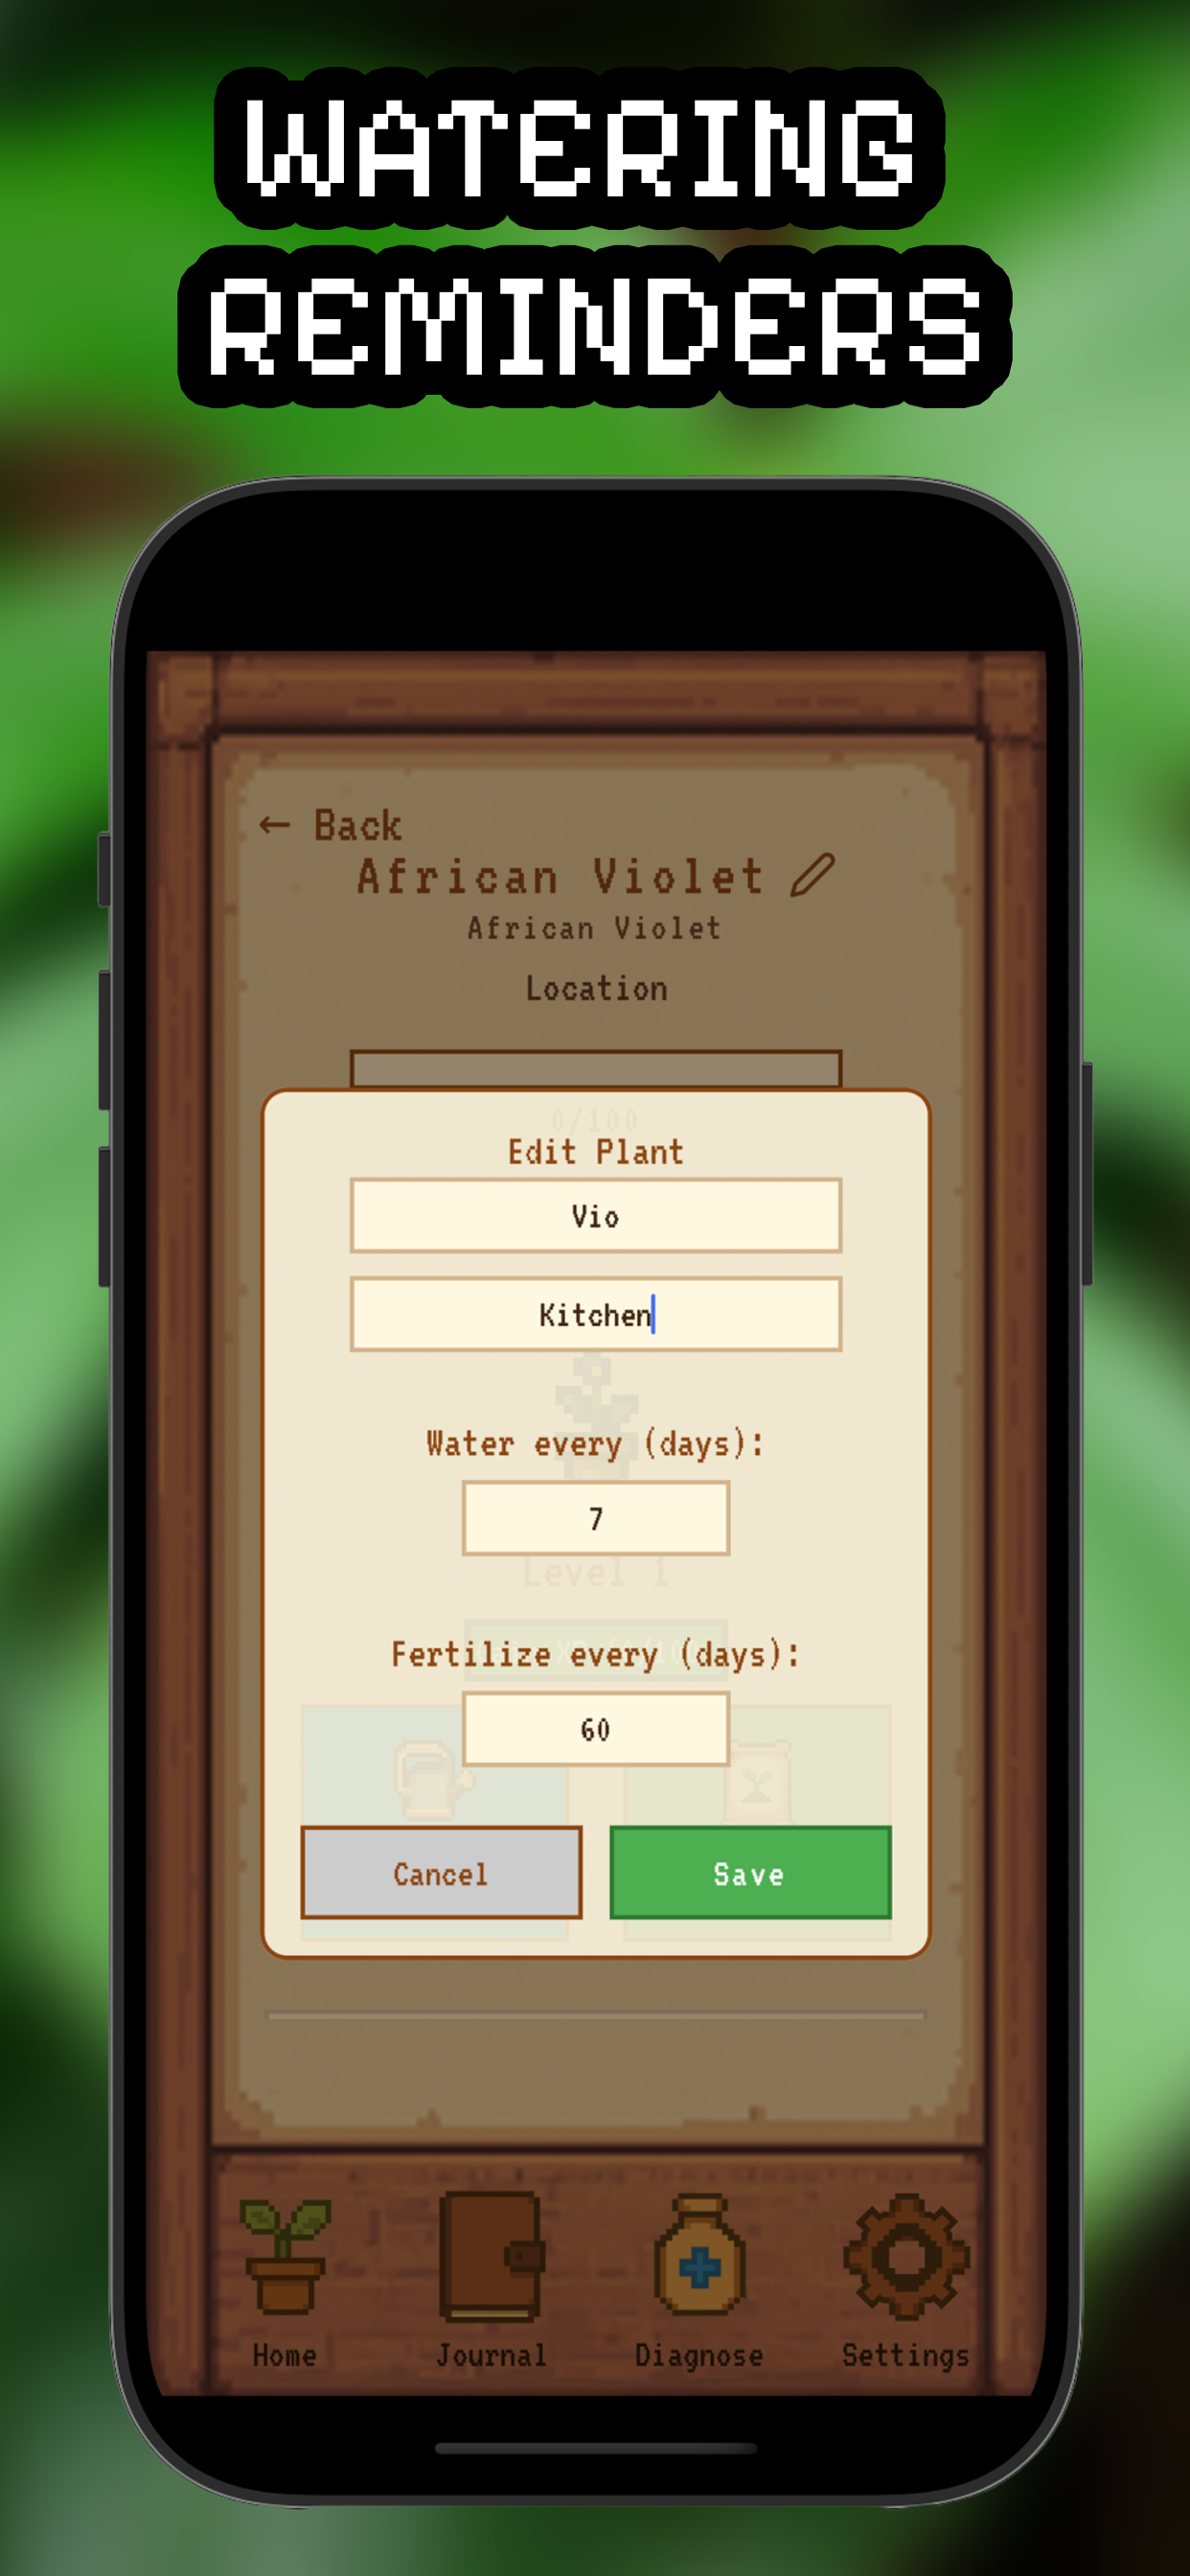 WATERING
REMINDERS
← Back
African Violet
African Violet
Location
0/100
Edit Plant
Vio
Kitchen
Water every (days):
7
Level 1
Fertilize every (days):
60
Cancel
Save
Home
Journal
Diagnose
Settings